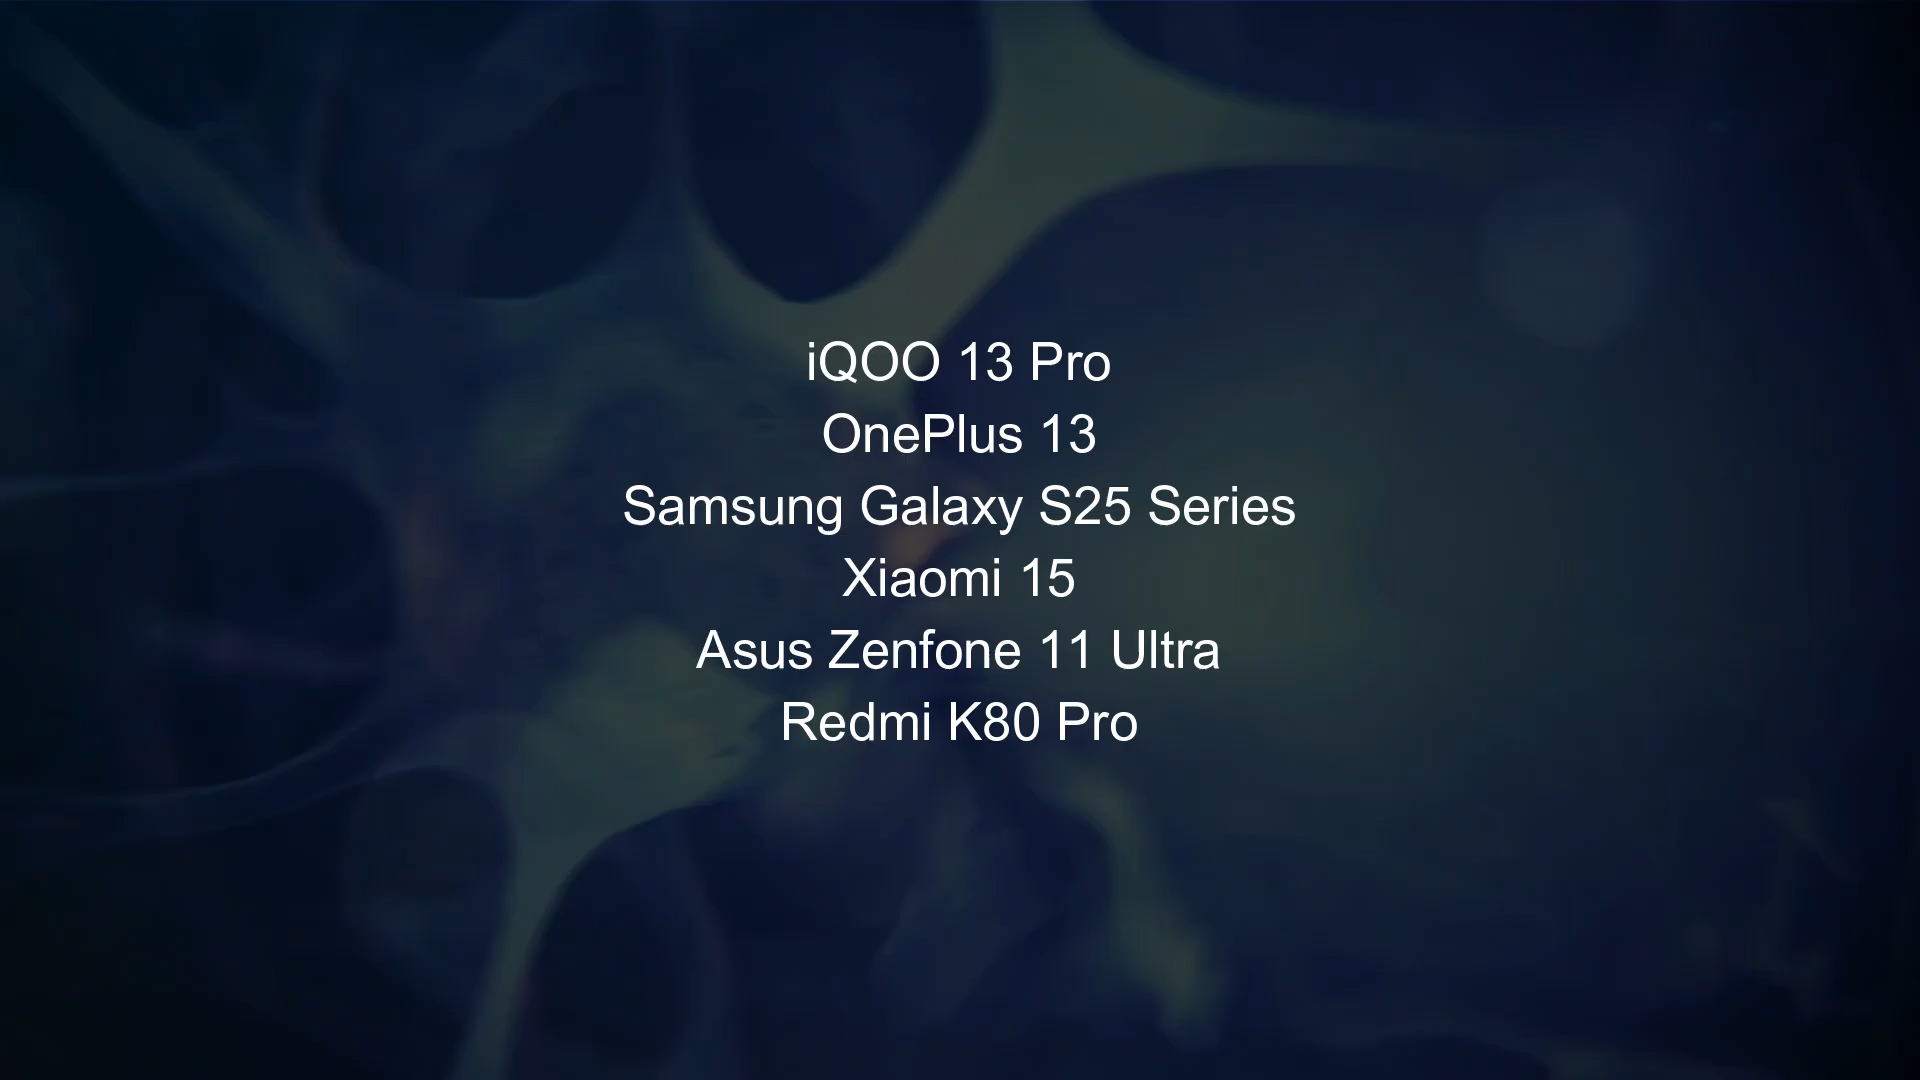 iQOO 13 Pro
OnePlus 13
Samsung Galaxy S25 Series
Xiaomi 15
Asus Zenfone 11 Ultra
Redmi K80 Pro